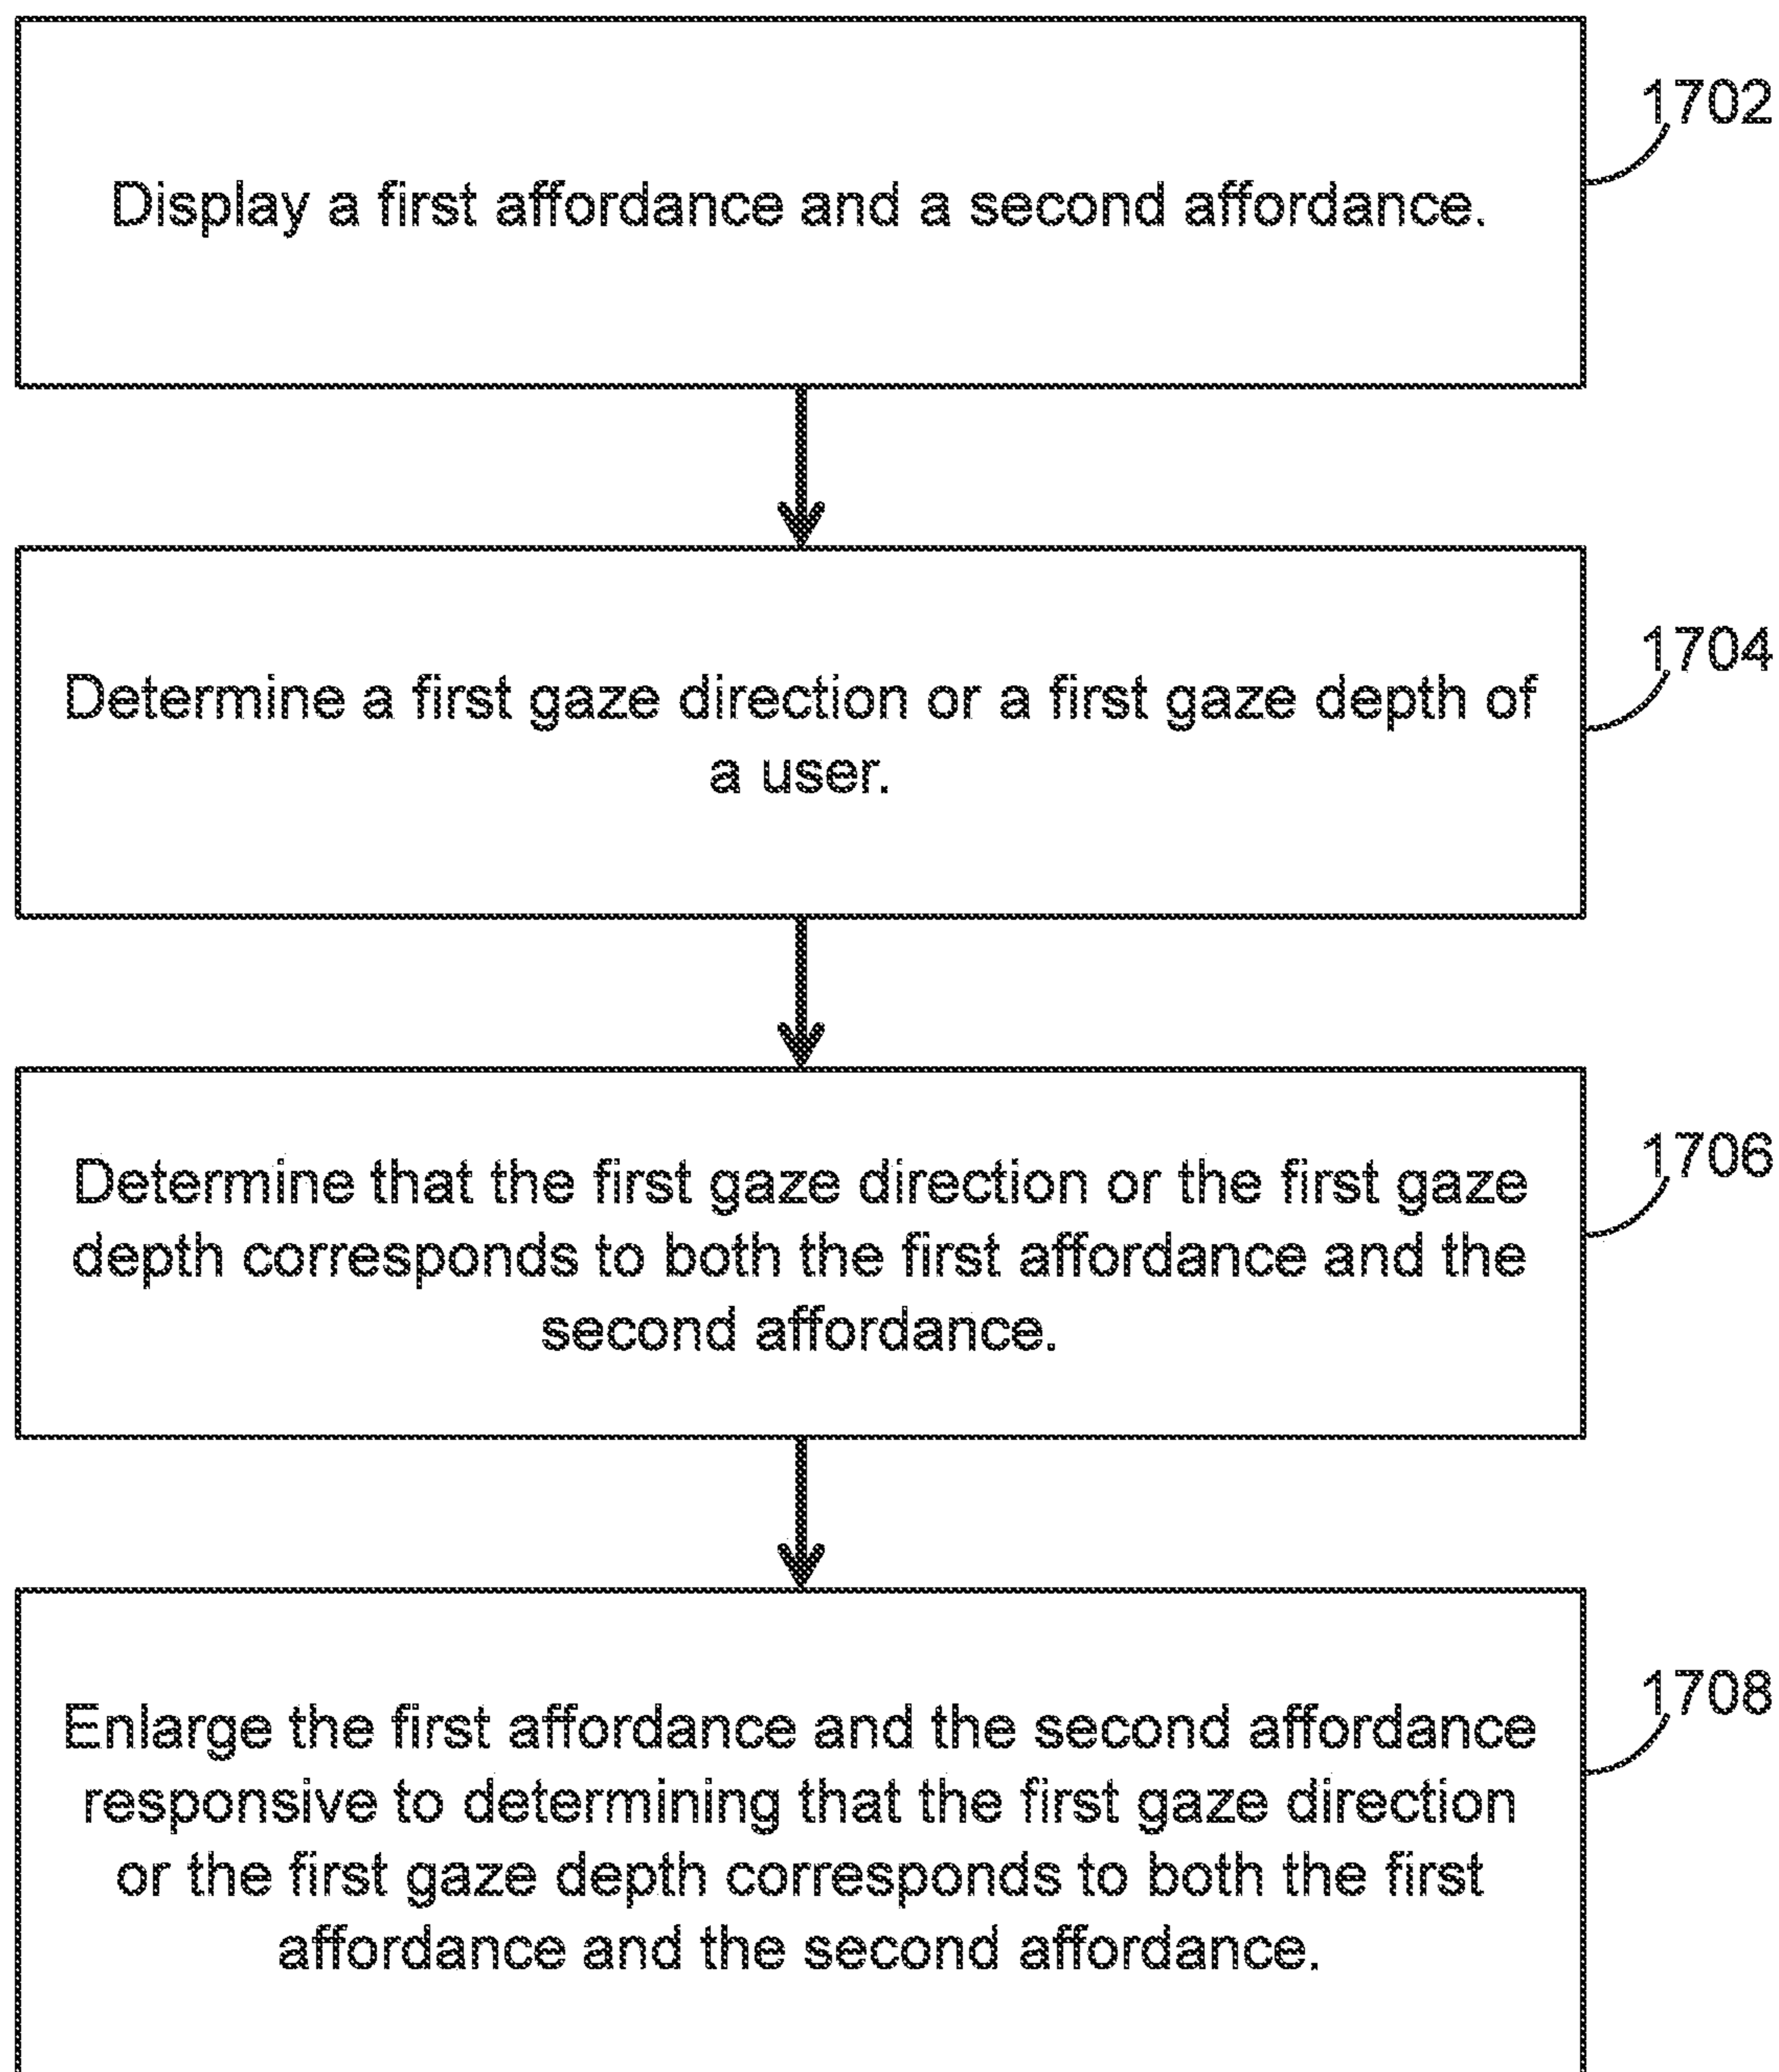 1702
Display a first affordance and a second affordance.
1704
Determine a first gaze direction or a first gaze depth of
a user.
1706
Determine that the first gaze direction or the first gaze
depth corresponds to both the first affordance and the
second affordance.
1708
Enlarge the first affordance and the second affordance
responsive to determining that the first gaze direction
or the first gaze depth corresponds to both the first
affordance and the second affordance.